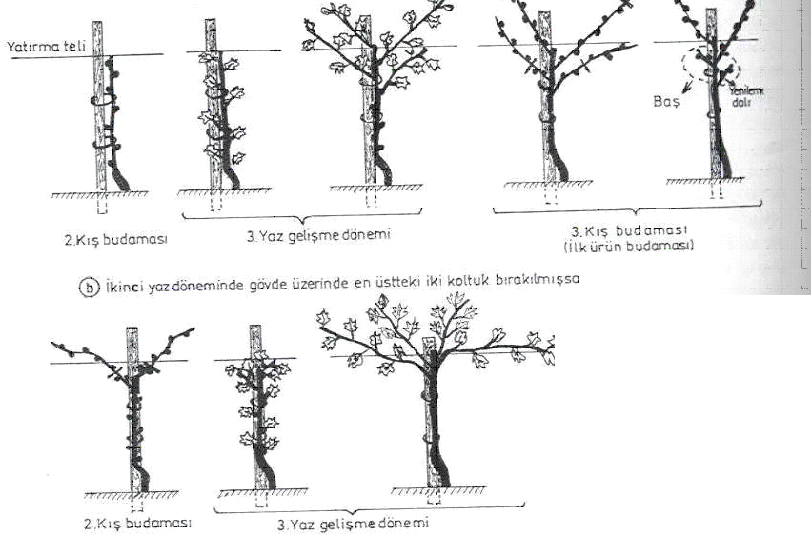 Yatırma teli
Baş
Yenileme
dalı
2.Kış budaması
3.Yaz gelişme dönemi
3.Kış budaması
(İlk ürün budaması)
b İkinci yaz döneminde gövde üzerinde en üstteki iki koltuk bırakılmışsa
2.Kış budaması
3.Yaz gelişme dönemi